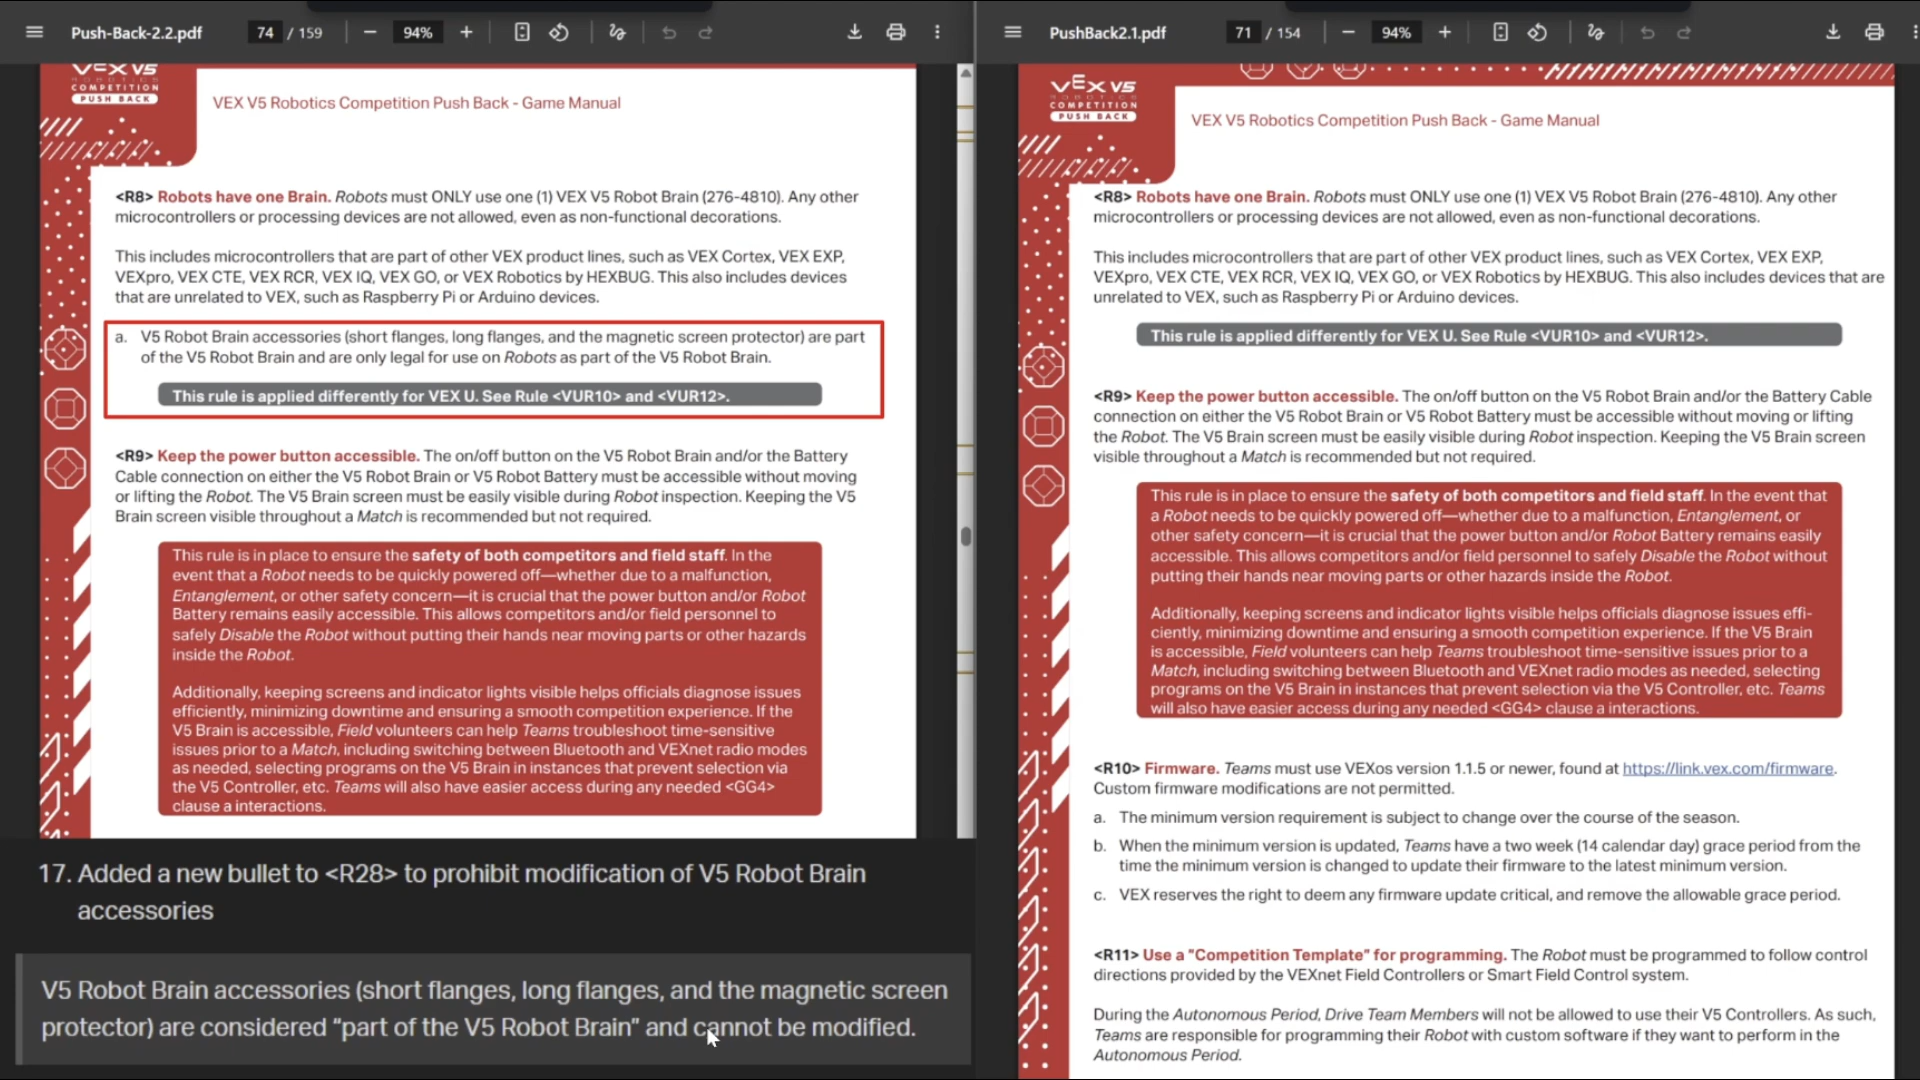 Push-Back-2.2.pdf
74 / 159
94%
VEX V5
ROBOTICS
COMPETITION
PUSH BACK
VEX V5 Robotics Competition Push Back - Game Manual
<R8> Robots have one Brain. Robots must ONLY use one (1) VEX V5 Robot Brain (276-4810). Any other
microcontrollers or processing devices are not allowed, even as non-functional decorations.
This includes microcontrollers that are part of other VEX product lines, such as VEX Cortex, VEX EXP,
VEXpro, VEX CTE, VEX RCR, VEX IQ, VEX GO, or VEX Robotics by HEXBUG. This also includes devices
that are unrelated to VEX, such as Raspberry Pi or Arduino devices.
a. V5 Robot Brain accessories (short flanges, long flanges, and the magnetic screen protector) are part
of the V5 Robot Brain and are only legal for use on Robots as part of the V5 Robot Brain.
This rule is applied differently for VEX U. See Rule <VUR10> and <VUR12>.
<R9> Keep the power button accessible. The on/off button on the V5 Robot Brain and/or the Battery
Cable connection on either the V5 Robot Brain or V5 Robot Battery must be accessible without moving
or lifting the Robot. The V5 Brain screen must be easily visible during Robot inspection. Keeping the V5
Brain screen visible throughout a Match is recommended but not required.
This rule is in place to ensure the safety of both competitors and field staff. In the
event that a Robot needs to be quickly powered off—whether due to a malfunction,
Entanglement, or other safety concern—it is crucial that the power button and/or Robot
Battery remains easily accessible. This allows competitors and/or field personnel to
safely Disable the Robot without putting their hands near moving parts or other hazards
inside the Robot.
Additionally, keeping screens and indicator lights visible helps officials diagnose issues
efficiently, minimizing downtime and ensuring a smooth competition experience. If the
V5 Brain is accessible, Field volunteers can help Teams troubleshoot time-sensitive
issues prior to a Match, including switching between Bluetooth and VEXnet radio modes
as needed, selecting programs on the V5 Brain in instances that prevent selection via
the V5 Controller, etc. Teams will also have easier access during any needed <GG4>
clause a interactions.
17. Added a new bullet to <R28> to prohibit modification of V5 Robot Brain
accessories
V5 Robot Brain accessories (short flanges, long flanges, and the magnetic screen
protector) are considered "part of the V5 Robot Brain" and cannot be modified.
PushBack2.1.pdf
71 / 154
94%
VEX V5
ROBOTICS
COMPETITION
PUSH BACK
VEX V5 Robotics Competition Push Back - Game Manual
<R8> Robots have one Brain. Robots must ONLY use one (1) VEX V5 Robot Brain (276-4810). Any other
microcontrollers or processing devices are not allowed, even as non-functional decorations.
This includes microcontrollers that are part of other VEX product lines, such as VEX Cortex, VEX EXP,
VEXpro, VEX CTE, VEX RCR, VEX IQ, VEX GO, or VEX Robotics by HEXBUG. This also includes devices that are
unrelated to VEX, such as Raspberry Pi or Arduino devices.
This rule is applied differently for VEX U. See Rule <VUR10> and <VUR12>.
<R9> Keep the power button accessible. The on/off button on the V5 Robot Brain and/or the Battery Cable
connection on either the V5 Robot Brain or V5 Robot Battery must be accessible without moving or lifting
the Robot. The V5 Brain screen must be easily visible during Robot inspection. Keeping the V5 Brain screen
visible throughout a Match is recommended but not required.
This rule is in place to ensure the safety of both competitors and field staff. In the event that
a Robot needs to be quickly powered off—whether due to a malfunction, Entanglement, or
other safety concern—it is crucial that the power button and/or Robot Battery remains easily
accessible. This allows competitors and/or field personnel to safely Disable the Robot without
putting their hands near moving parts or other hazards inside the Robot.
Additionally, keeping screens and indicator lights visible helps officials diagnose issues effi-
ciently, minimizing downtime and ensuring a smooth competition experience. If the V5 Brain
is accessible, Field volunteers can help Teams troubleshoot time-sensitive issues prior to a
Match, including switching between Bluetooth and VEXnet radio modes as needed, selecting
programs on the V5 Brain in instances that prevent selection via the V5 Controller, etc. Teams
will also have easier access during any needed <GG4> clause a interactions.
<R10> Firmware. Teams must use VEXos version 1.1.5 or newer, found at https://link.vex.com/firmware.
Custom firmware modifications are not permitted.
a. The minimum version requirement is subject to change over the course of the season.
b. When the minimum version is updated, Teams have a two week (14 calendar day) grace period from the
time the minimum version is changed to update their firmware to the latest minimum version.
c. VEX reserves the right to deem any firmware update critical, and remove the allowable grace period.
<R11> Use a "Competition Template" for programming. The Robot must be programmed to follow control
directions provided by the VEXnet Field Controllers or Smart Field Control system.
During the Autonomous Period, Drive Team Members will not be allowed to use their V5 Controllers. As such,
Teams are responsible for programming their Robot with custom software if they want to perform in the
Autonomous Period.